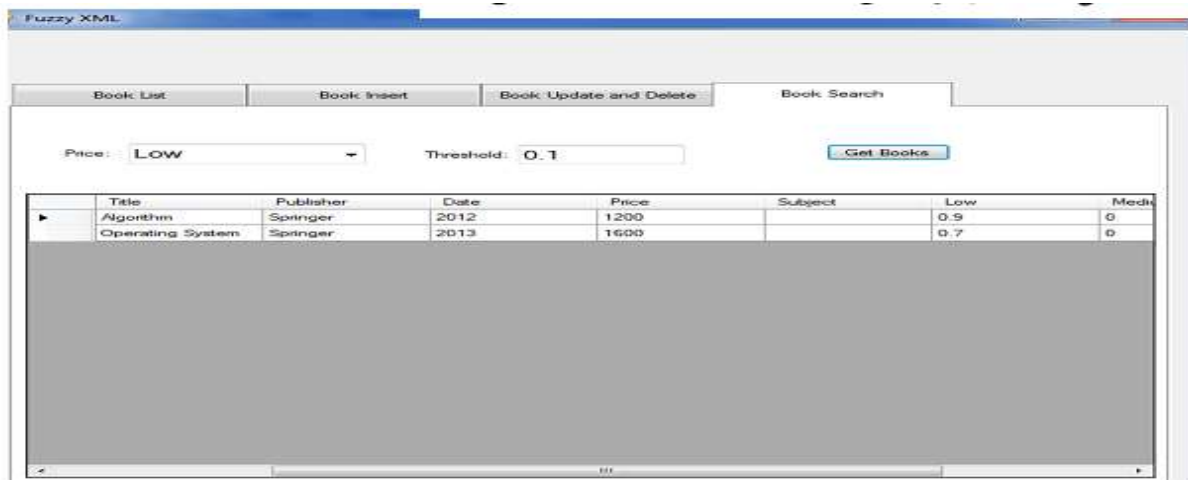 Fuzzy XML
Book List Book Insert Book Update and Delete Book Search
Price: LOW Threshold: 0.1 Get Books
Title Publisher Date Price Subject Low Mediu
Algorithm Springer 2012 1200 0.9 0
Operating System Springer 2013 1600 0.7 0